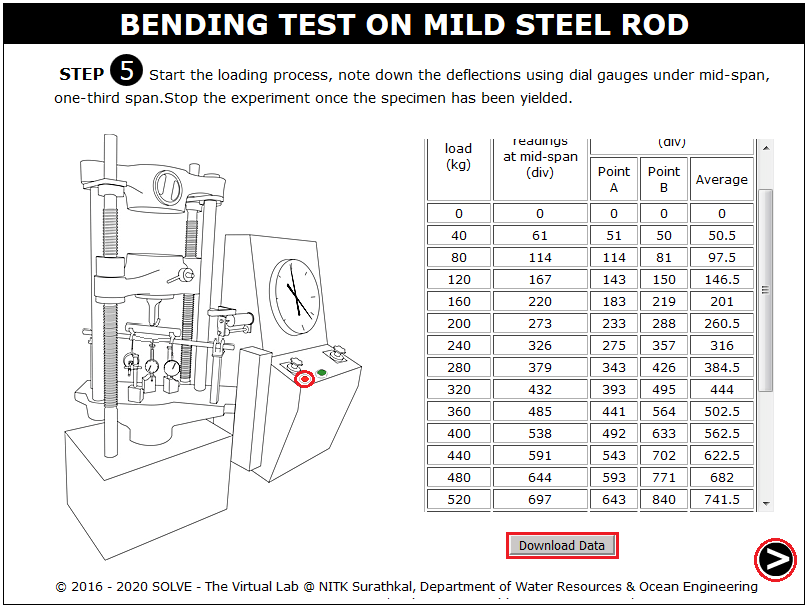 BENDING TEST ON MILD STEEL ROD
STEP 5 Start the loading process, note down the deflections using dial gauges under mid-span,
one-third span.Stop the experiment once the specimen has been yielded.
load (kg) readings at mid-span (div) (div)
Point A Point B Average
0 0 0 0 0
40 61 51 50 50.5
80 114 114 81 97.5
120 167 143 150 146.5
160 220 183 219 201
200 273 233 288 260.5
240 326 275 357 316
280 379 343 426 384.5
320 432 393 495 444
360 485 441 564 502.5
400 538 492 633 562.5
440 591 543 702 622.5
480 644 593 771 682
520 697 643 840 741.5
Download Data
© 2016 - 2020 SOLVE - The Virtual Lab @ NITK Surathkal, Department of Water Resources & Ocean Engineering